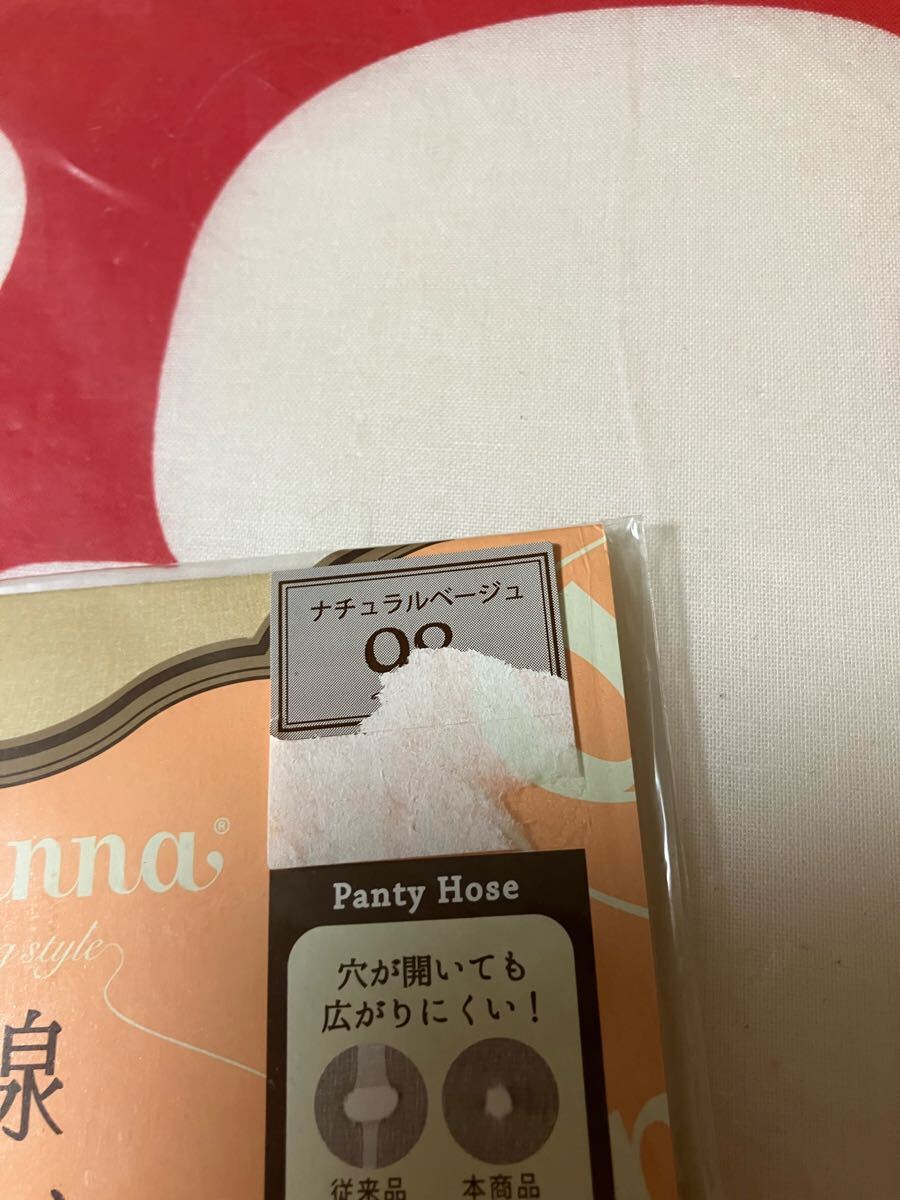 ナチュラルベージュ
anna®
style
Panty Hose
穴が開いても
広がりにくい！
従来品
本商品